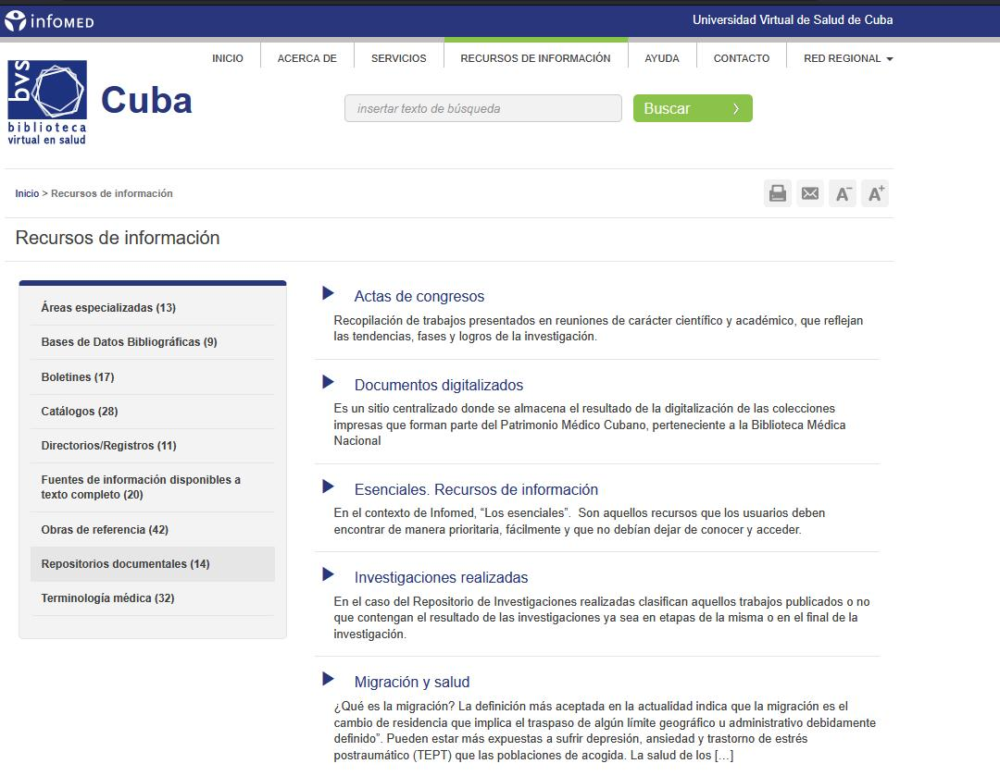 infoMED
Universidad Virtual de Salud de Cuba
INICIO
ACERCA DE
SERVICIOS
RECURSOS DE INFORMACIÓN
AYUDA
CONTACTO
RED REGIONAL
bvs
biblioteca
virtual en salud
Cuba
insertar texto de búsqueda
Buscar
Inicio > Recursos de información
A-
A+
Recursos de información
Áreas especializadas (13)
Bases de Datos Bibliográficas (9)
Boletines (17)
Catálogos (28)
Directorios/Registros (11)
Fuentes de información disponibles a
texto completo (20)
Obras de referencia (42)
Repositorios documentales (14)
Terminología médica (32)
Actas de congresos
Recopilación de trabajos presentados en reuniones de carácter científico y académico, que reflejan
las tendencias, fases y logros de la investigación.
Documentos digitalizados
Es un sitio centralizado donde se almacena el resultado de la digitalización de las colecciones
impresas que forman parte del Patrimonio Médico Cubano, perteneciente a la Biblioteca Médica
Nacional
Esenciales. Recursos de información
En el contexto de Infomed, “Los esenciales”.  Son aquellos recursos que los usuarios deben
encontrar de manera prioritaria, fácilmente y que no debían dejar de conocer y acceder.
Investigaciones realizadas
En el caso del Repositorio de Investigaciones realizadas clasifican aquellos trabajos publicados o no
que contengan el resultado de las investigaciones ya sea en etapas de la misma o en el final de la
investigación.
Migración y salud
¿Qué es la migración? La definición más aceptada en la actualidad indica que la migración es el
cambio de residencia que implica el traspaso de algún límite geográfico u administrativo debidamente
definido”. Pueden estar más expuestas a sufrir depresión, ansiedad y trastorno de estrés
postraumático (TEPT) que las poblaciones de acogida. La salud de los […]